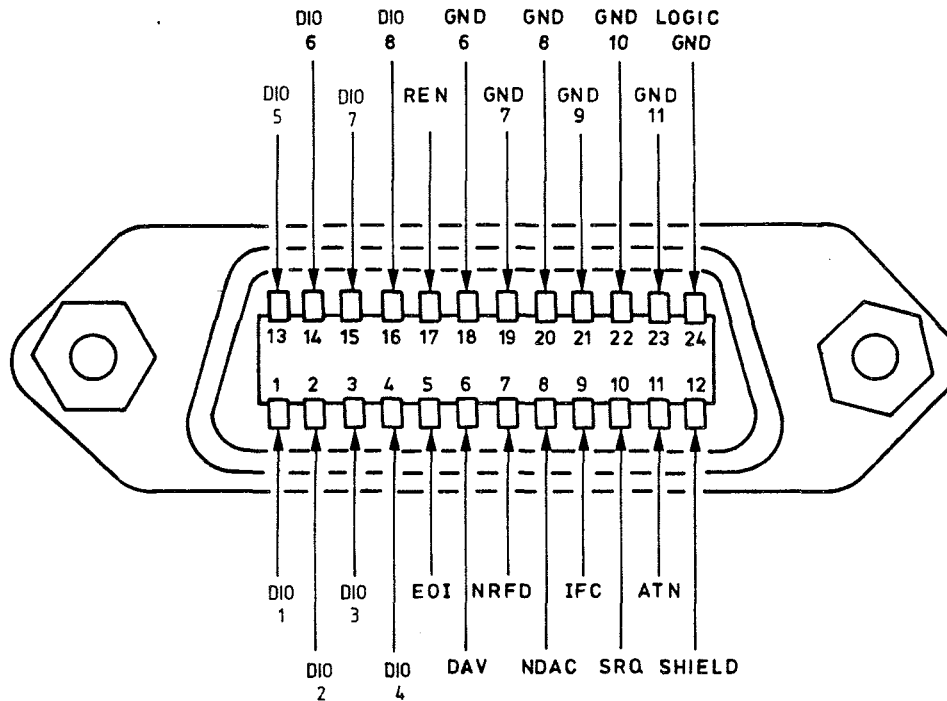 DIO DIO GND GND GND LOGIC
6 8 6 8 10 GND
DIO DIO REN GND GND GND
5 7 7 9 11
13 14 15 16 17 18 19 20 21 22 23 24
1 2 3 4 5 6 7 8 9 10 11 12
DIO DIO EOI NRFD IFC ATN
1 3
DIO DIO DAV NDAC SRQ SHIELD
2 4